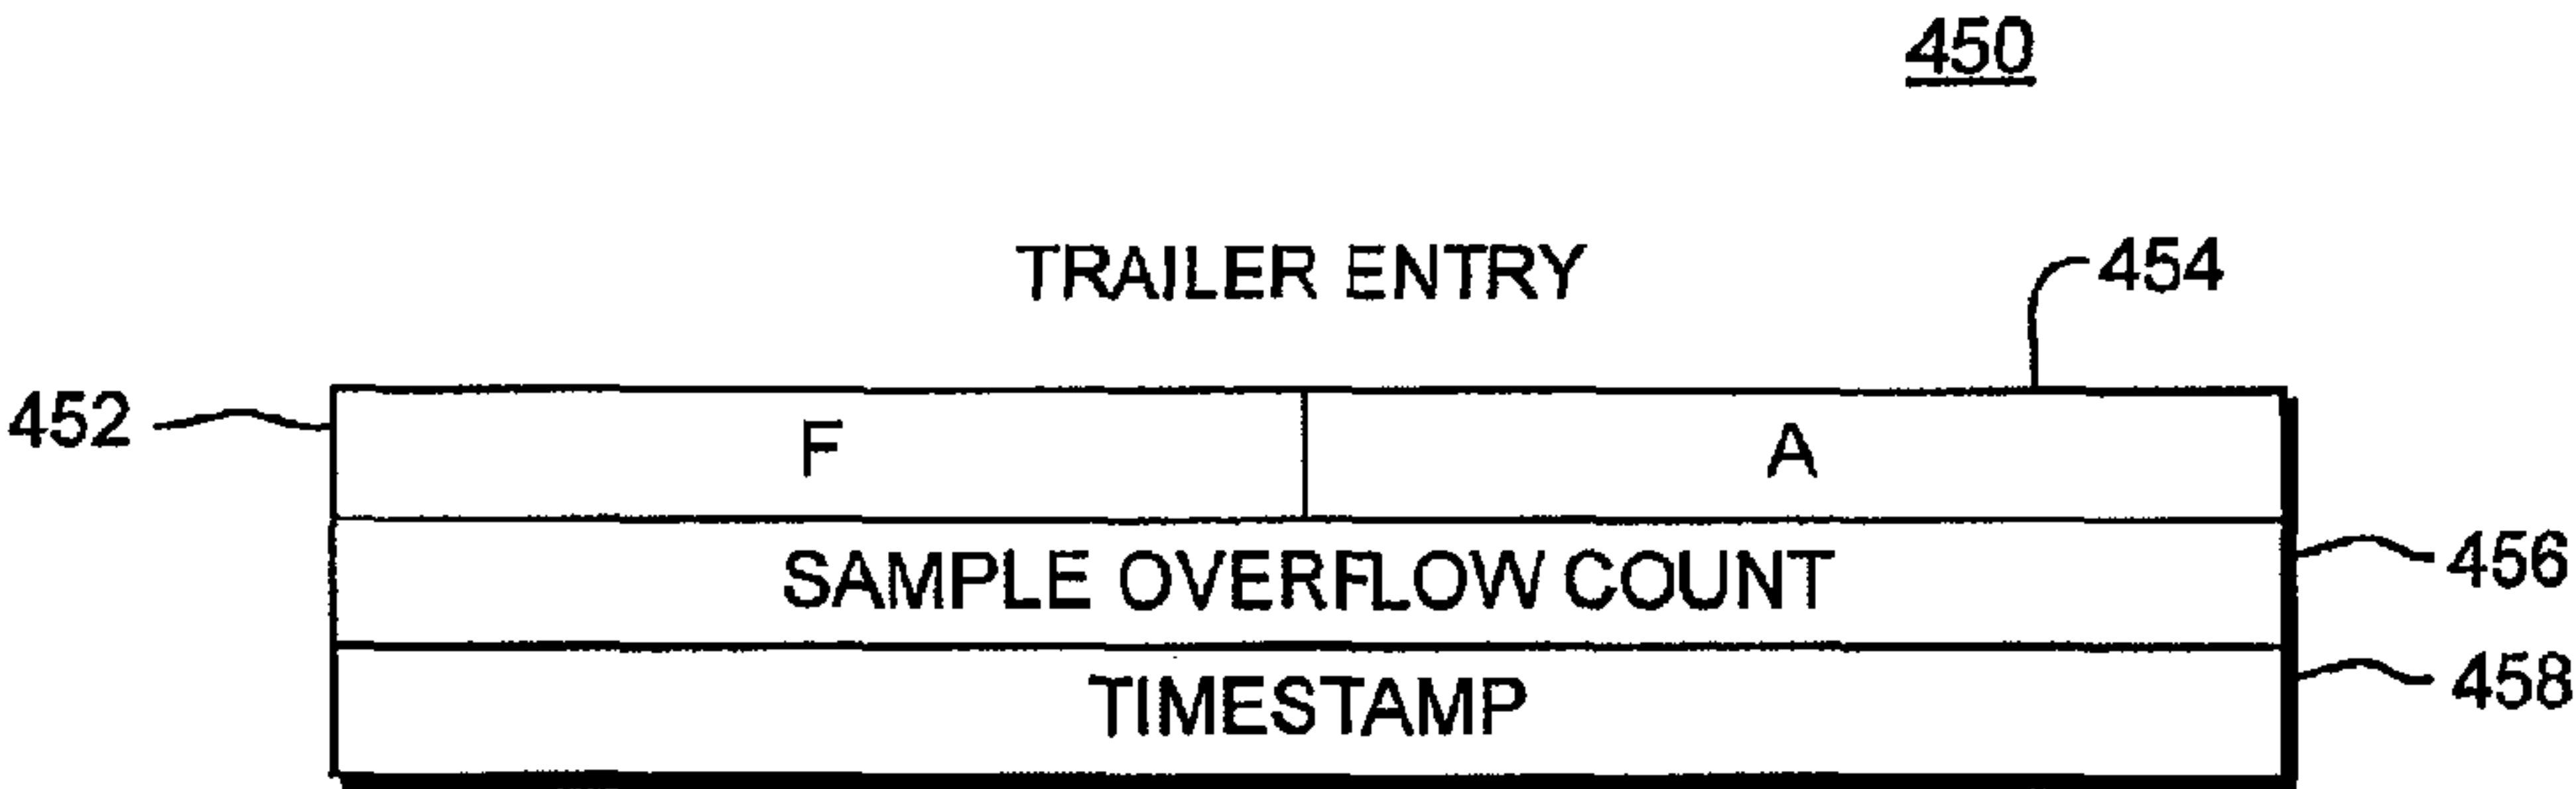 450
TRAILER ENTRY
454
452 F A
SAMPLE OVERFLOW COUNT 456
TIMESTAMP 458